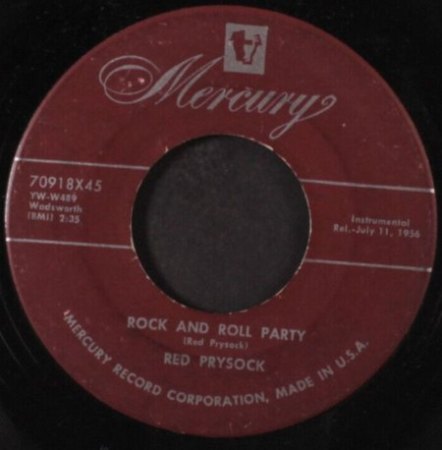 Mercury
70918X45
YW-W489
Wadsworth
(BMI) 2:35
Instrumental
Rel.-July 11, 1956
ROCK AND ROLL PARTY
(Red Prysock)
RED PRYSOCK
MERCURY RECORD CORPORATION, MADE IN U.S.A.